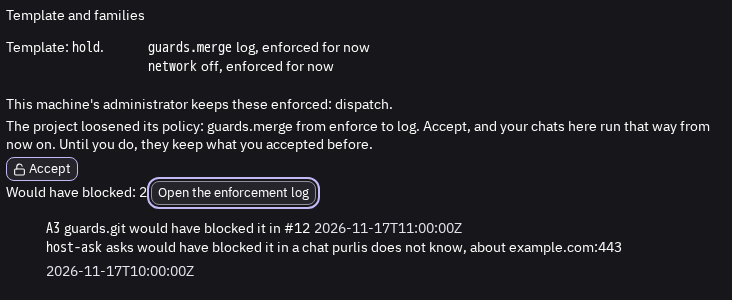 Template and families
Template: hold. guards.merge log, enforced for now
network off, enforced for now
This machine's administrator keeps these enforced: dispatch.
The project loosened its policy: guards.merge from enforce to log. Accept, and your chats here run that way from
now on. Until you do, they keep what you accepted before.
Accept
Would have blocked: 2 Open the enforcement log
A3 guards.git would have blocked it in #12 2026-11-17T11:00:00Z
host-ask asks would have blocked it in a chat purlis does not know, about example.com:443
2026-11-17T10:00:00Z